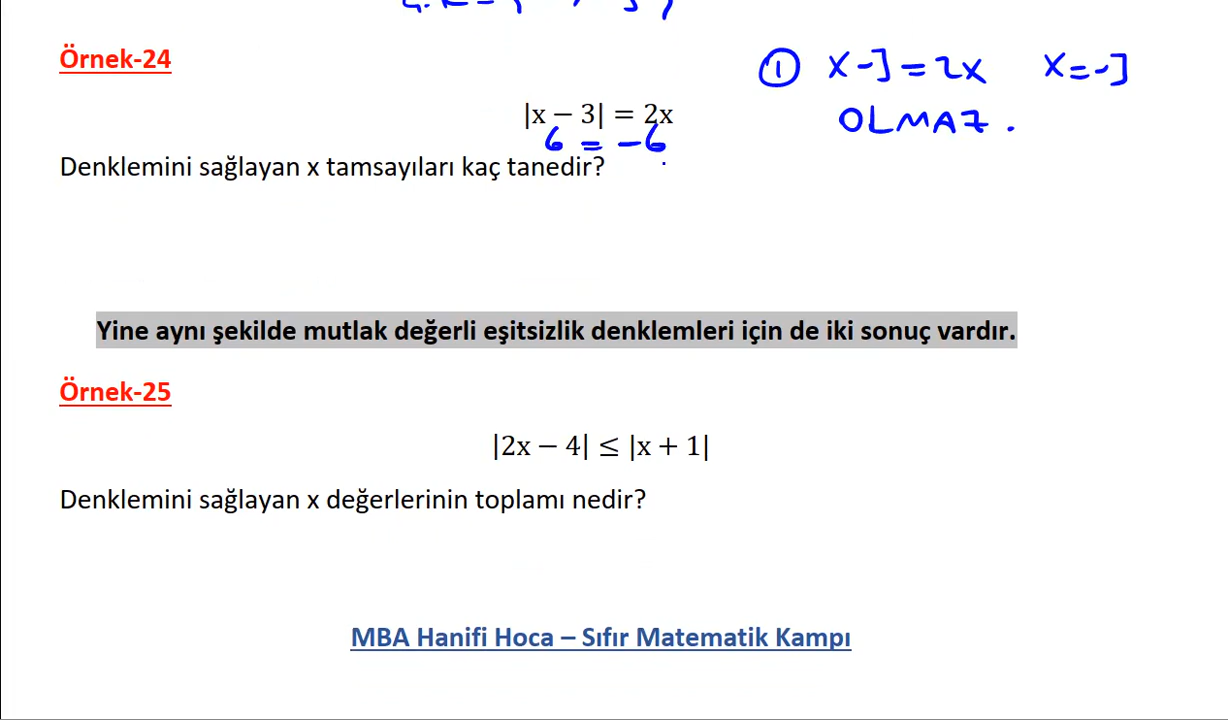 Örnek-24
① x-3=2x x=-3
|x − 3| = 2x
OLMAZ.
6 = -6
Denklemini sağlayan x tamsayıları kaç tanedir?
Yine aynı şekilde mutlak değerli eşitsizlik denklemleri için de iki sonuç vardır.
Örnek-25
|2x − 4| ≤ |x + 1|
Denklemini sağlayan x değerlerinin toplamı nedir?
MBA Hanifi Hoca – Sıfır Matematik Kampı